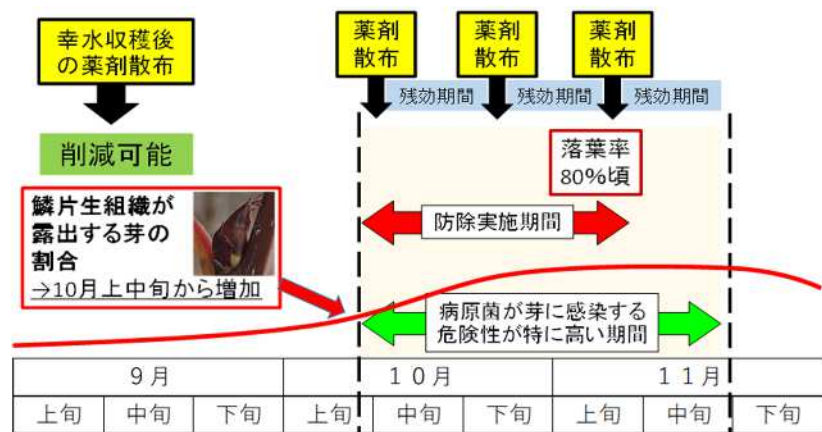 幸水収穫後
の薬剤散布
薬剤
散布
薬剤
散布
薬剤
散布
残効期間
残効期間
残効期間
削減可能
落葉率
80%頃
鱗片生組織が
露出する芽の
割合
→10月上中旬から増加
防除実施期間
病原菌が芽に感染する
危険性が特に高い期間
9月
10月
11月
上旬
中旬
下旬
上旬
中旬
下旬
上旬
中旬
下旬